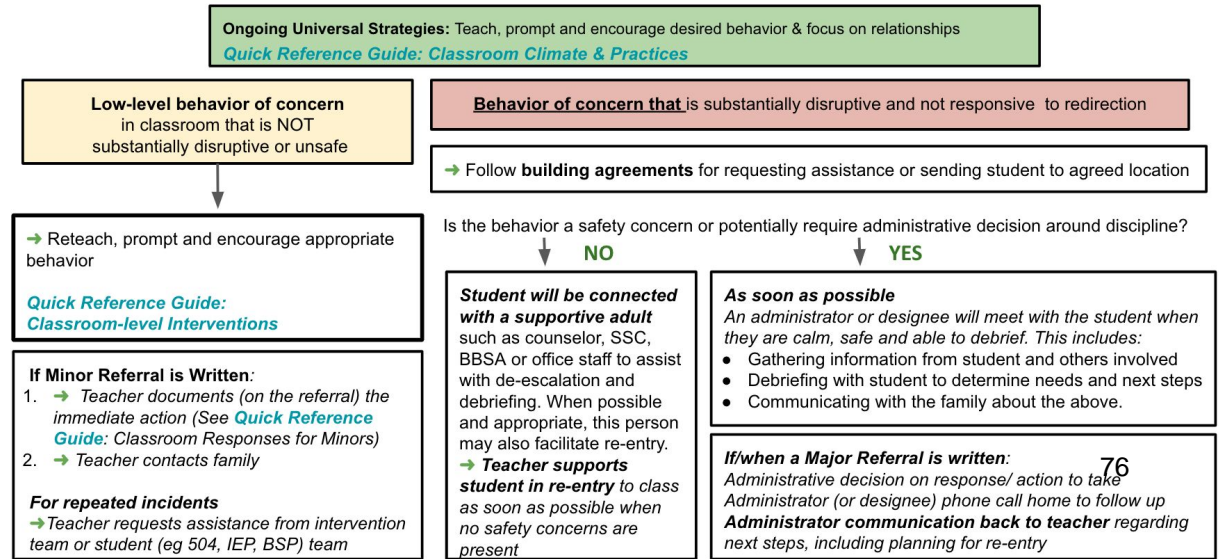 Ongoing Universal Strategies: Teach, prompt and encourage desired behavior & focus on relationships
Quick Reference Guide: Classroom Climate & Practices
Low-level behavior of concern
in classroom that is NOT
substantially disruptive or unsafe
➜ Reteach, prompt and encourage appropriate
behavior
Quick Reference Guide:
Classroom-level Interventions
If Minor Referral is Written:
1. ➜ Teacher documents (on the referral) the
immediate action (See Quick Reference
Guide: Classroom Responses for Minors)
2. ➜ Teacher contacts family
For repeated incidents
➜Teacher requests assistance from intervention
team or student (eg 504, IEP, BSP) team
Behavior of concern that is substantially disruptive and not responsive to redirection
➜ Follow building agreements for requesting assistance or sending student to agreed location
Is the behavior a safety concern or potentially require administrative decision around discipline?
NO
YES
Student will be connected
with a supportive adult
such as counselor, SSC,
BBSA or office staff to assist
with de-escalation and
debriefing. When possible
and appropriate, this person
may also facilitate re-entry.
➜ Teacher supports
student in re-entry to class
as soon as possible when
no safety concerns are
present
As soon as possible
An administrator or designee will meet with the student when
they are calm, safe and able to debrief. This includes:
● Gathering information from student and others involved
● Debriefing with student to determine needs and next steps
● Communicating with the family about the above.
If/when a Major Referral is written:
Administrative decision on response/ action to take
Administrator (or designee) phone call home to follow up
Administrator communication back to teacher regarding
next steps, including planning for re-entry
76